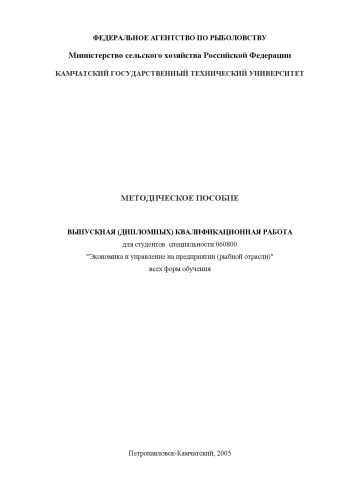 ФЕДЕРАЛЬНОЕ АГЕНТСТВО ПО РЫБОЛОВСТВУ
Министерство сельского хозяйства Российской Федерации
КАМЧАТСКИЙ ГОСУДАРСТВЕННЫЙ ТЕХНИЧЕСКИЙ УНИВЕРСИТЕТ
МЕТОДИЧЕСКОЕ ПОСОБИЕ
ВЫПУСКНАЯ (ДИПЛОМНЫХ) КВАЛИФИКАЦИОННАЯ РАБОТА
для студентов специальности 060800
"Экономика и управление на предприятии (рыбной отрасли)"
всех форм обучения
Петропавловск-Камчатский, 2005